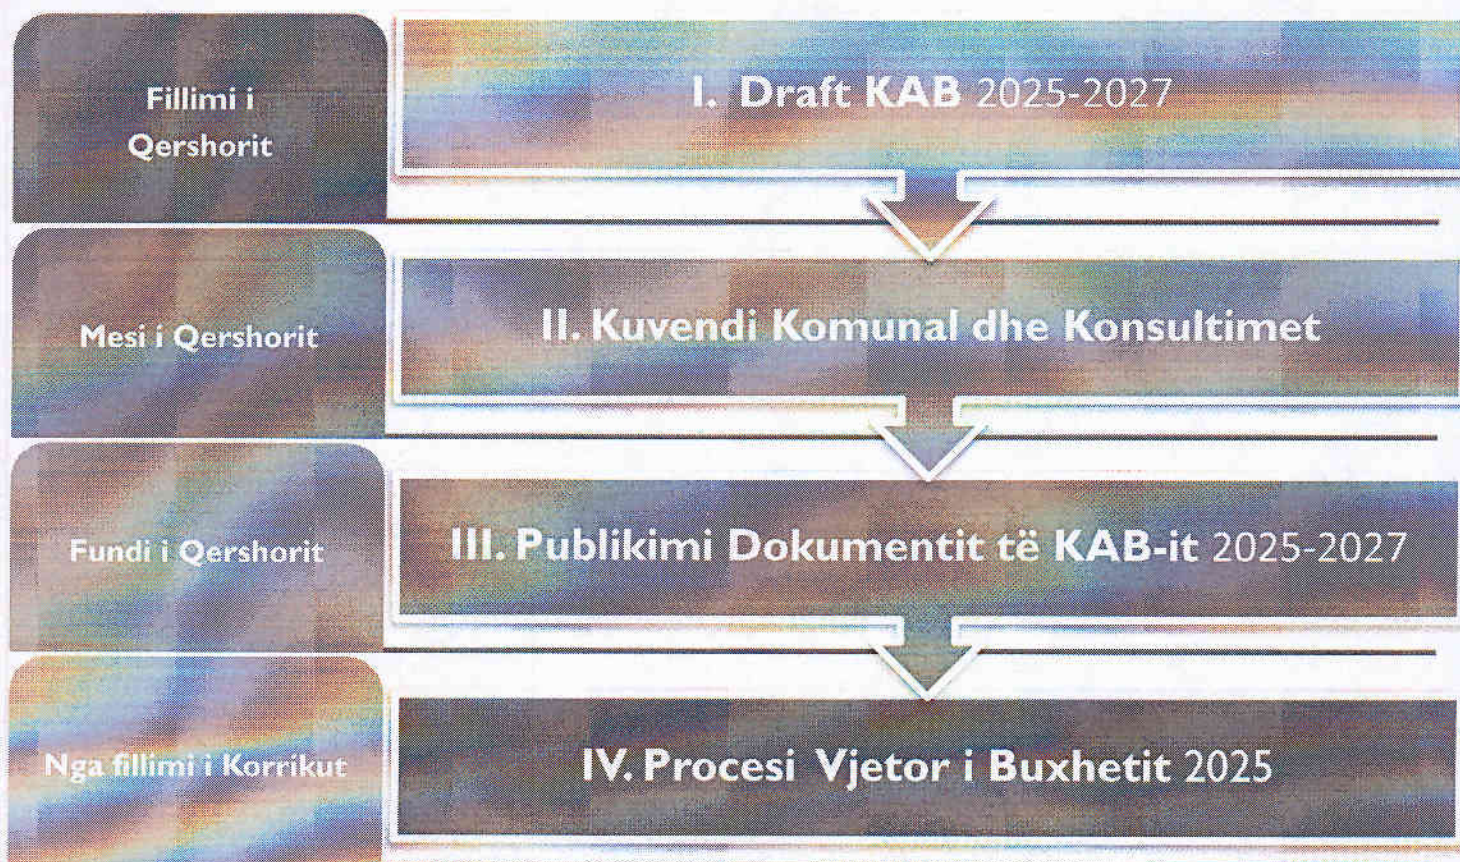 Fillimi i
Qershorit
I. Draft KAB 2025-2027
Mesi i Qershorit
II. Kuvendi Komunal dhe Konsultimet
Fundi i Qershorit
III. Publikimi Dokumentit të KAB-it 2025-2027
Nga fillimi i Korrikut
IV. Procesi Vjetor i Buxhetit 2025